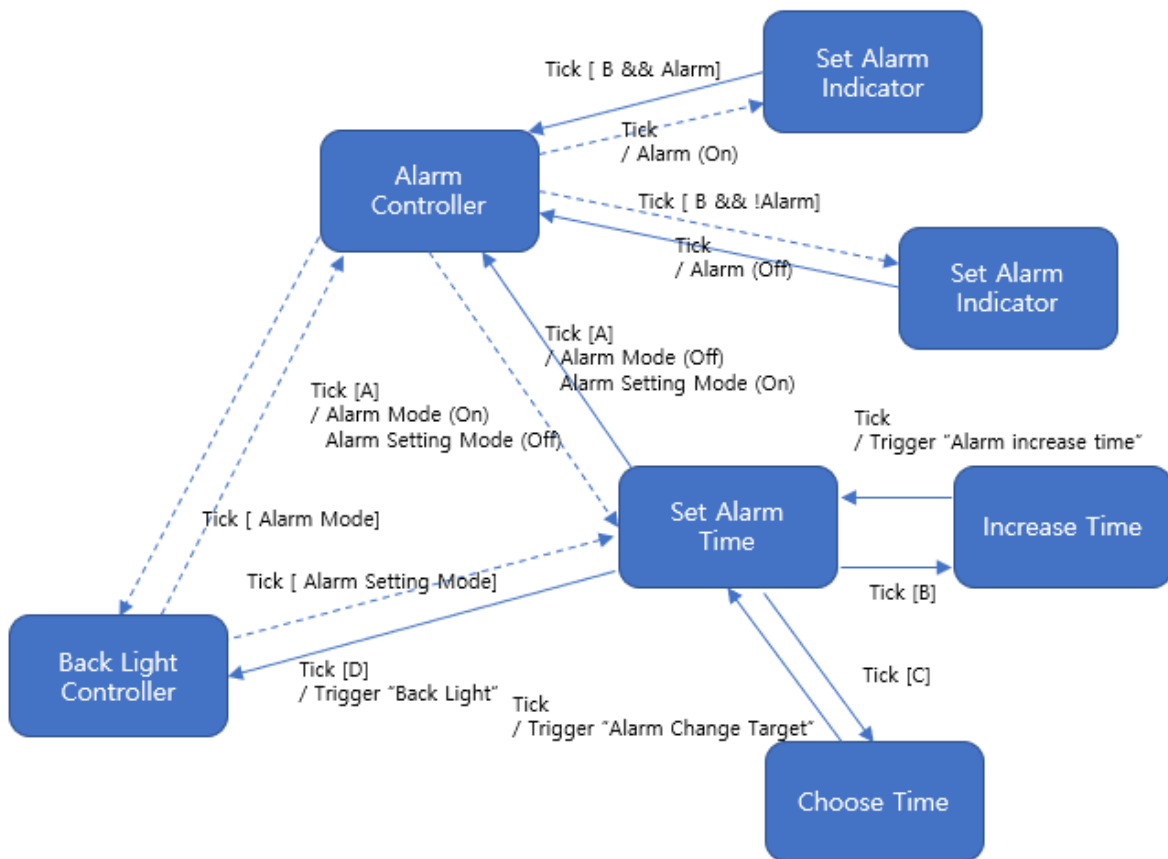 Set Alarm
Indicator
Tick [ B && Alarm]
Tick
/ Alarm (On)
Alarm
Controller
Tick [ B && !Alarm]
Tick
/ Alarm (Off)
Set Alarm
Indicator
Tick [A]
/ Alarm Mode (Off)
Alarm Setting Mode (On)
Tick [A]
/ Alarm Mode (On)
Alarm Setting Mode (Off)
Tick
/ Trigger “Alarm increase time”
Set Alarm
Time
Increase Time
Tick [ Alarm Mode]
Tick [ Alarm Setting Mode]
Tick [B]
Back Light
Controller
Tick [D]
/ Trigger “Back Light”
Tick [C]
Tick
/ Trigger “Alarm Change Target”
Choose Time